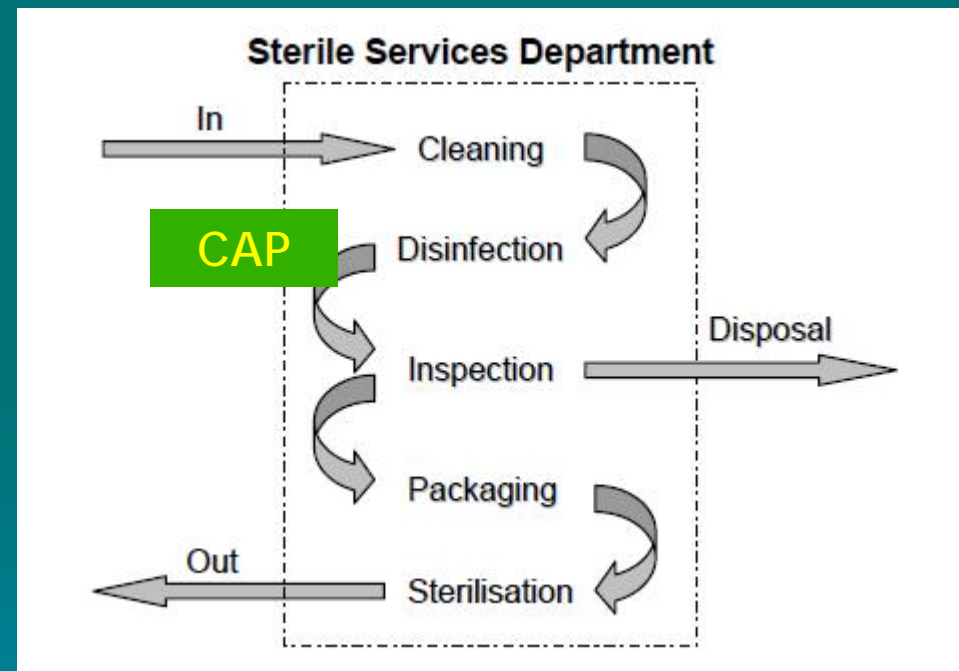 Sterile Services Department
In
Cleaning
CAP
Disinfection
Disposal
Inspection
Packaging
Out
Sterilisation